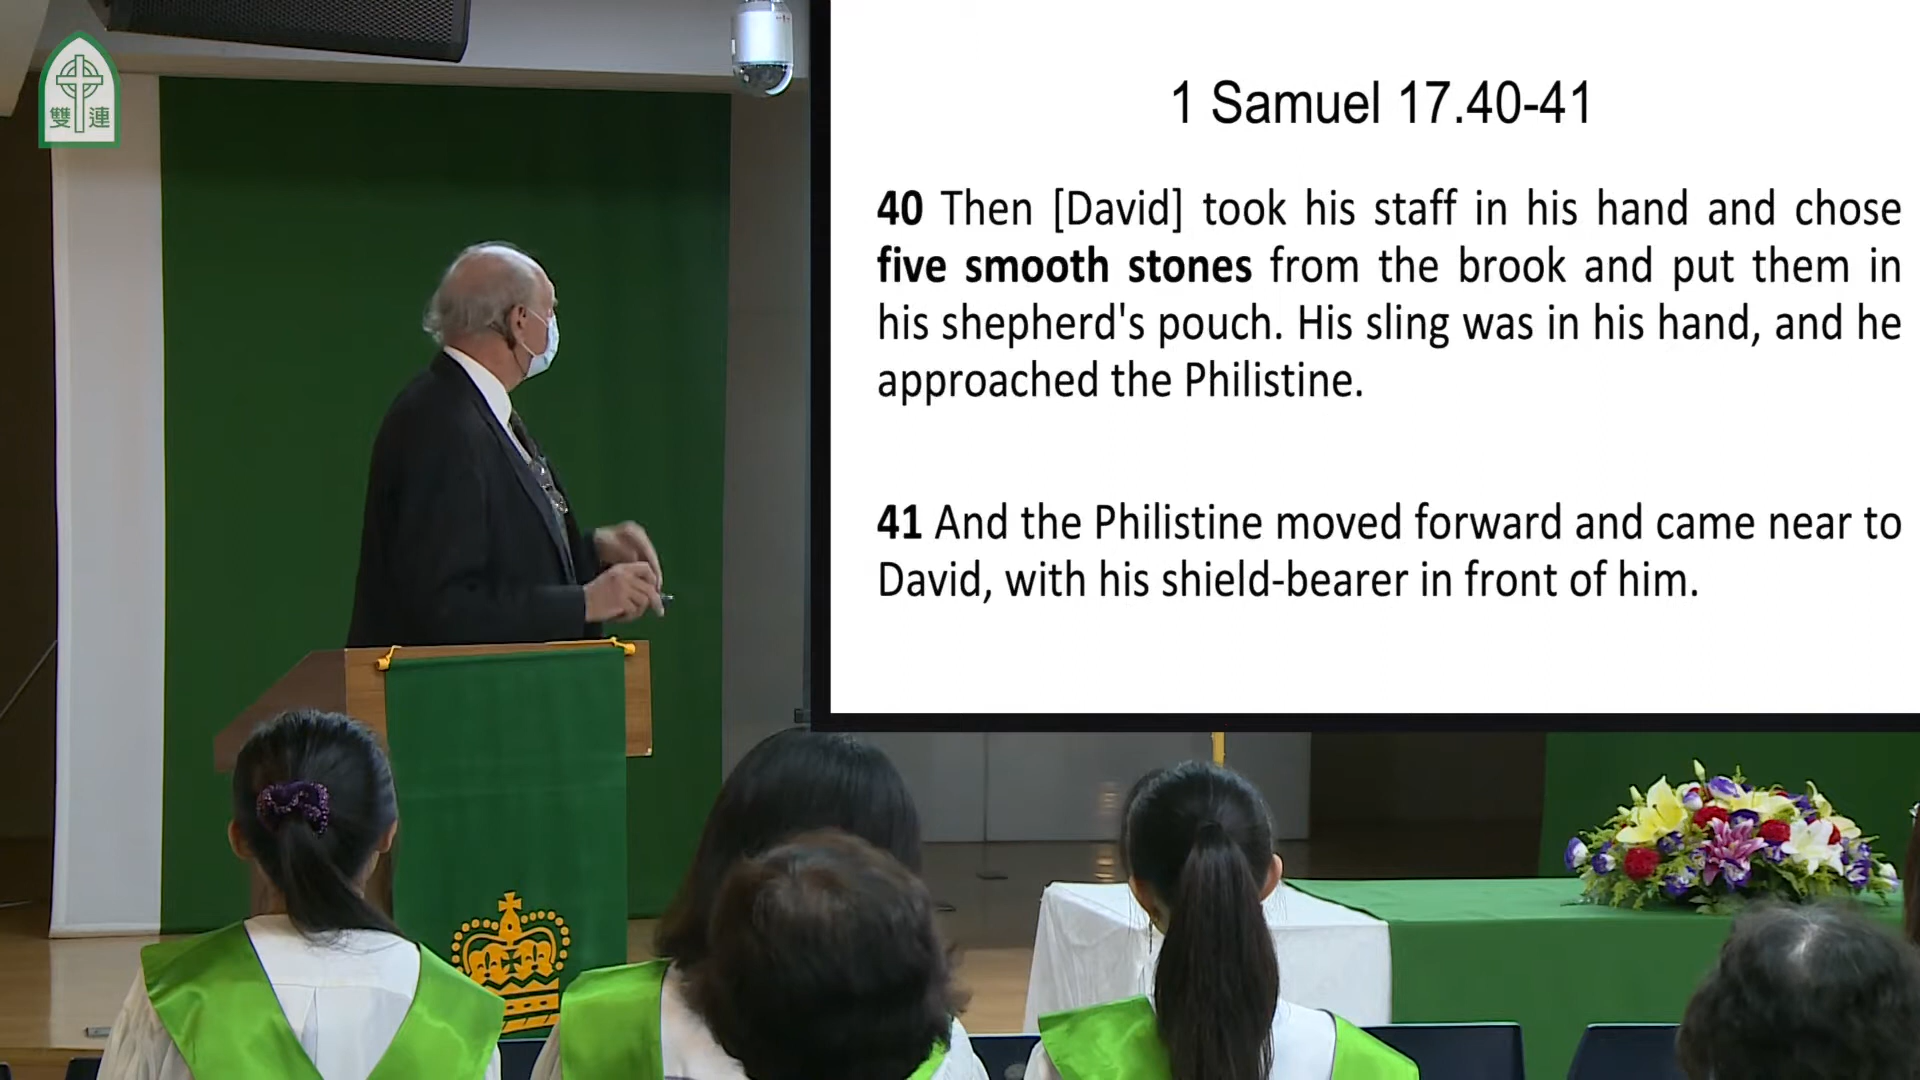 雙連
1 Samuel 17.40-41
40 Then [David] took his staff in his hand and chose
five smooth stones from the brook and put them in
his shepherd's pouch. His sling was in his hand, and he
approached the Philistine.
41 And the Philistine moved forward and came near to
David, with his shield-bearer in front of him.